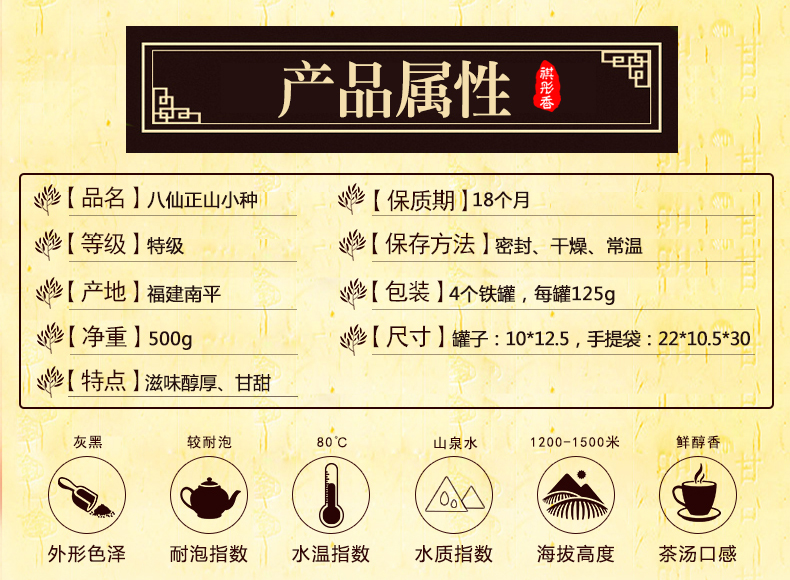 产品属性
祺彤香
【品名】八仙正山小种
【保质期】18个月
【等级】特级
【保存方法】密封、干燥、常温
【产地】福建南平
【包装】4个铁罐，每罐125g
【净重】500g
【尺寸】罐子：10*12.5，手提袋：22*10.5*30
【特点】滋味醇厚、甘甜
灰黑
较耐泡
80℃
山泉水
1200-1500米
鲜醇香
外形色泽
耐泡指数
水温指数
水质指数
海拔高度
茶汤口感